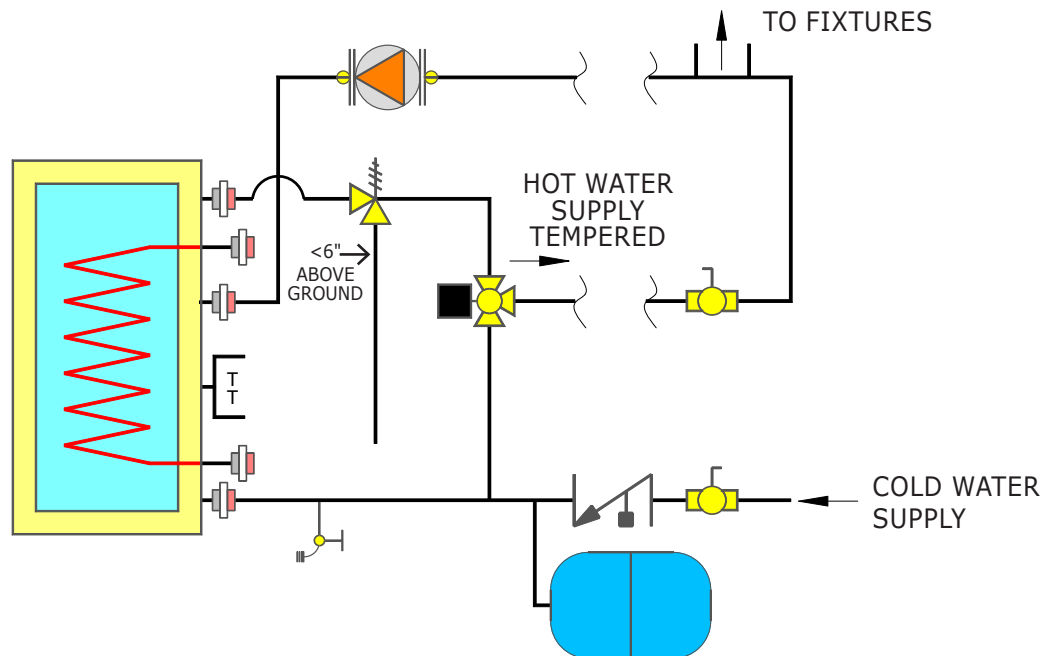 TO FIXTURES
HOT WATER
SUPPLY
TEMPERED
<6"
ABOVE
GROUND
T
T
COLD WATER
SUPPLY